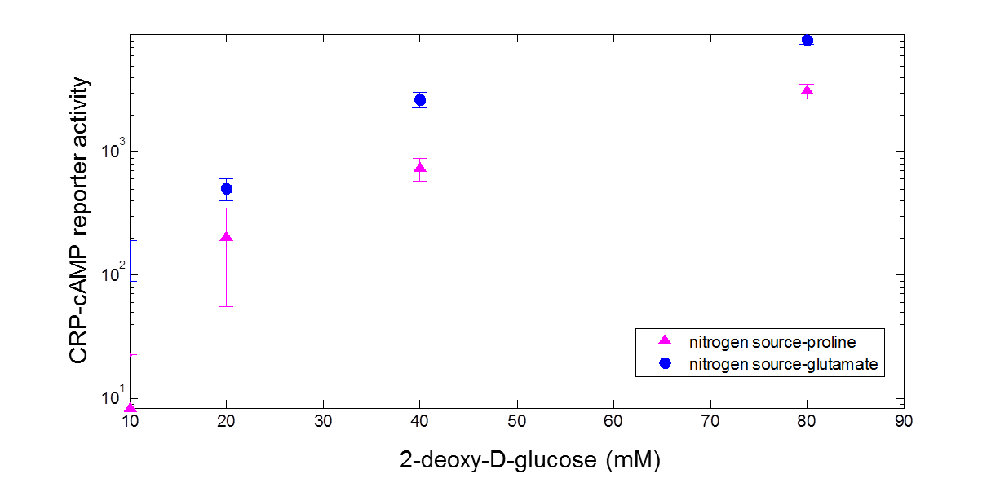 CRP-cAMP reporter activity
10^3
10^2
10^1
10 20 30 40 50 60 70 80 90
2-deoxy-D-glucose (mM)
nitrogen source-proline
nitrogen source-glutamate